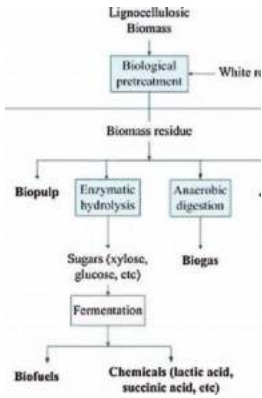 Lignocellulosic
Biomass
Biological
pretreatment
White
Biomass residue
Biopulp
Enzymatic
hydrolysis
Anaerobic
digestion
Sugars (xylose,
glucose, etc)
Biogas
Fermentation
Biofuels
Chemicals (lactic acid,
succinic acid, etc)